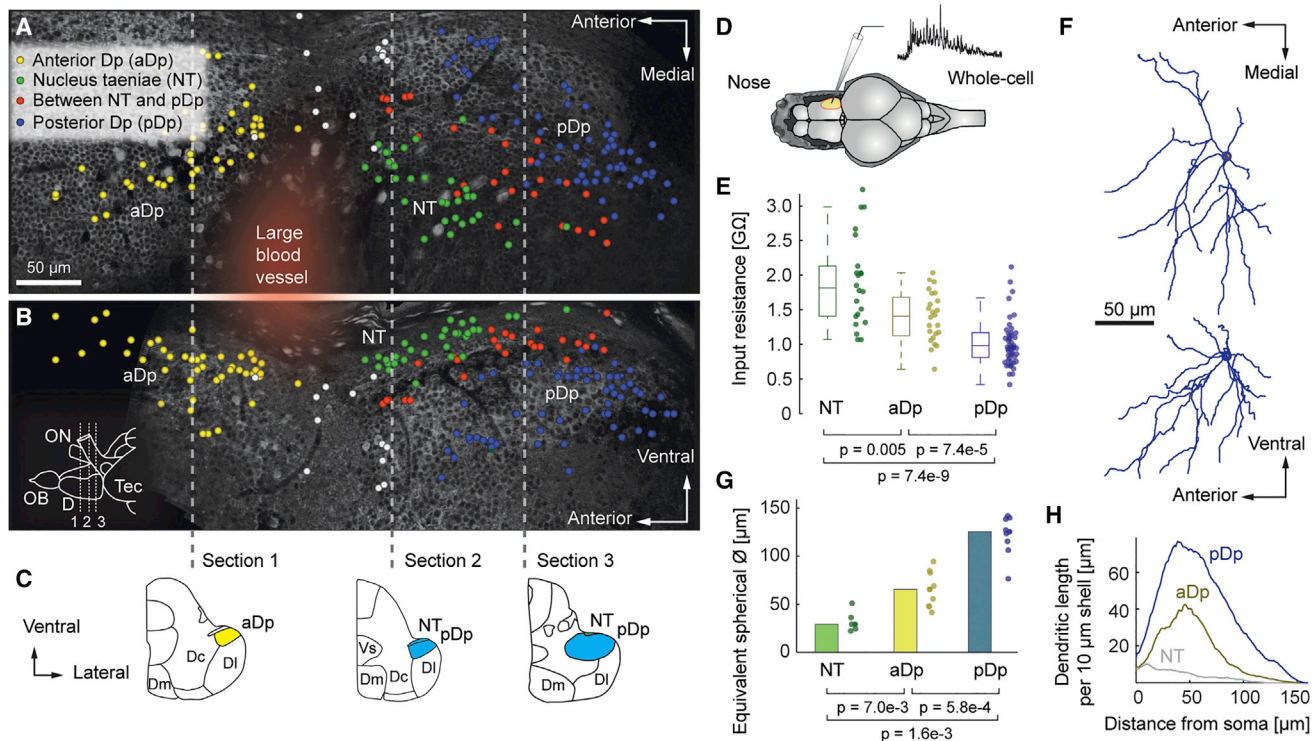 A
Anterior
Medial
Anterior Dp (aDp)
Nucleus taeniae (NT)
Between NT and pDp
Posterior Dp (pDp)
pDp
aDp
NT
Large
blood
vessel
50 µm
B
NT
aDp
pDp
ON
OB
D
Tec
1 2 3
Ventral
Anterior
C
Section 1
Section 2
Section 3
Ventral
Lateral
aDp
Dc
Dl
Dm
NT
pDp
Vs
Dm
Dc
Dl
NT
pDp
Dm
Dl
D
Nose
Whole-cell
E
Input resistance [GΩ]
3.0
2.0
1.5
1.0
0.5
0
NT
aDp
pDp
p = 0.005
p = 7.4e-5
p = 7.4e-9
F
Anterior
Medial
50 µm
Ventral
Anterior
G
Equivalent spherical Ø [µm]
150
100
50
0
NT
aDp
pDp
p = 7.0e-3
p = 5.8e-4
p = 1.6e-3
H
Dendritic length
per 10 µm shell [µm]
60
40
20
pDp
aDp
NT
0
50
100
150
Distance from soma [µm]